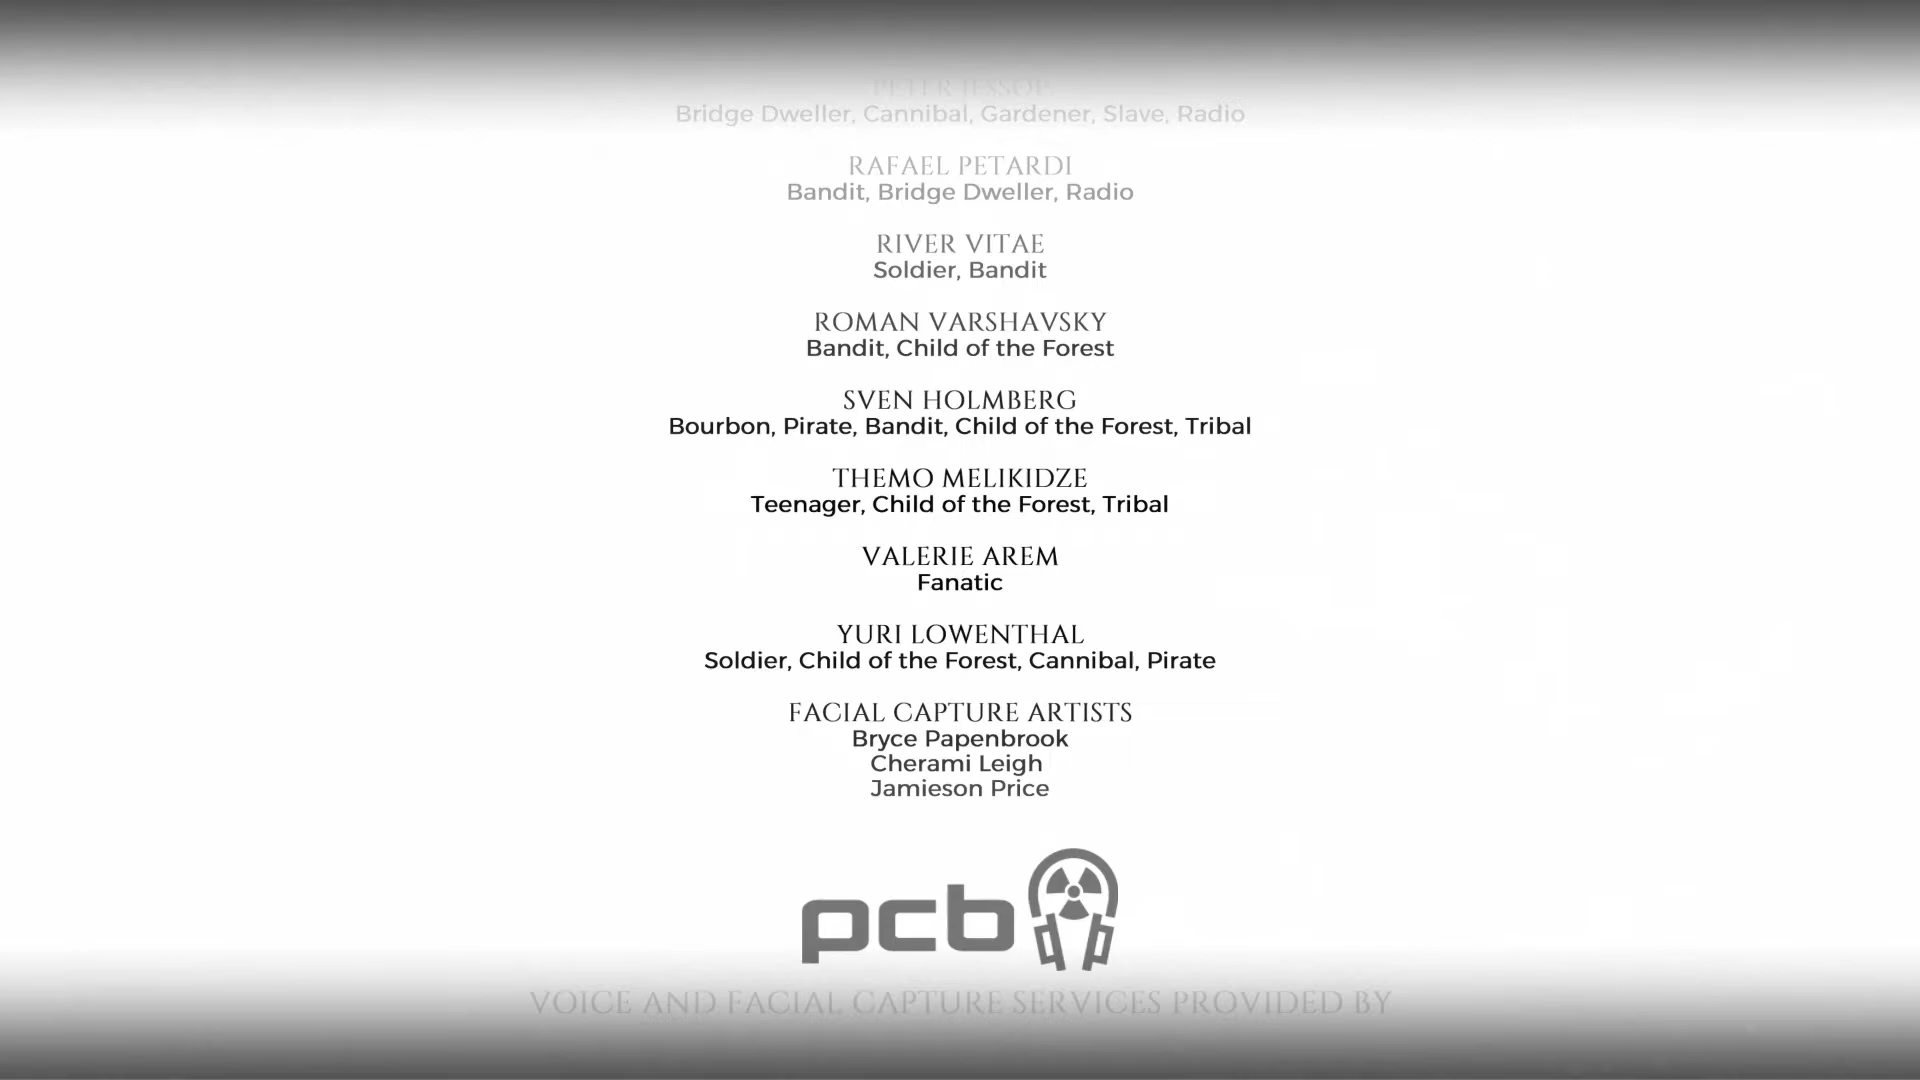 PETER JESSOP
Bridge Dweller, Cannibal, Gardener, Slave, Radio
RAFAEL PETARDI
Bandit, Bridge Dweller, Radio
RIVER VITAE
Soldier, Bandit
ROMAN VARSHAVSKY
Bandit, Child of the Forest
SVEN HOLMBERG
Bourbon, Pirate, Bandit, Child of the Forest, Tribal
THEMO MELIKIDZE
Teenager, Child of the Forest, Tribal
VALERIE AREM
Fanatic
YURI LOWENTHAL
Soldier, Child of the Forest, Cannibal, Pirate
FACIAL CAPTURE ARTISTS
Bryce Papenbrook
Cherami Leigh
Jamieson Price
pcb
VOICE AND FACIAL CAPTURE SERVICES PROVIDED BY